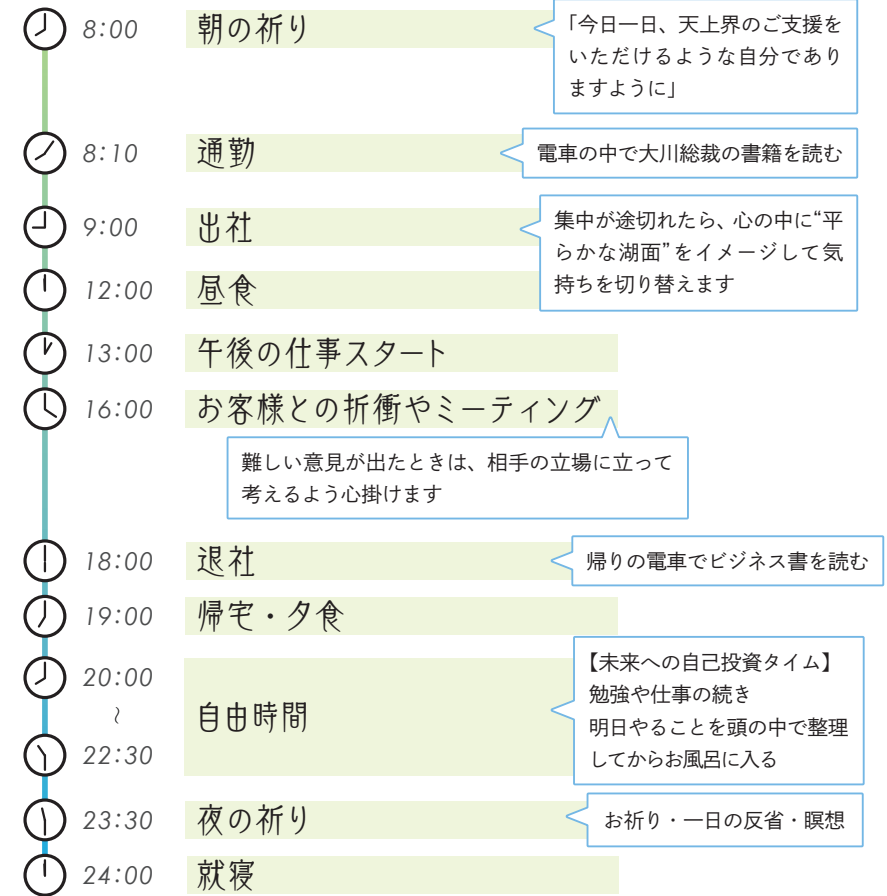 8:00 朝の祈り
「今日一日、天上界のご支援を
いただけるような自分であり
ますように」
8:10 通勤
電車の中で大川総裁の書籍を読む
9:00 出社
集中が途切れたら、心の中に“平
らかな湖面”をイメージして気
持ちを切り替えます
12:00 昼食
13:00 午後の仕事スタート
16:00 お客様との折衝やミーティング
難しい意見が出たときは、相手の立場に立って
考えるよう心掛けます
18:00 退社
帰りの電車でビジネス書を読む
19:00 帰宅・夕食
20:00
〜
22:30
自由時間
【未来への自己投資タイム】
勉強や仕事の続き
明日やることを頭の中で整理
してからお風呂に入る
23:30 夜の祈り
お祈り・一日の反省・瞑想
24:00 就寝